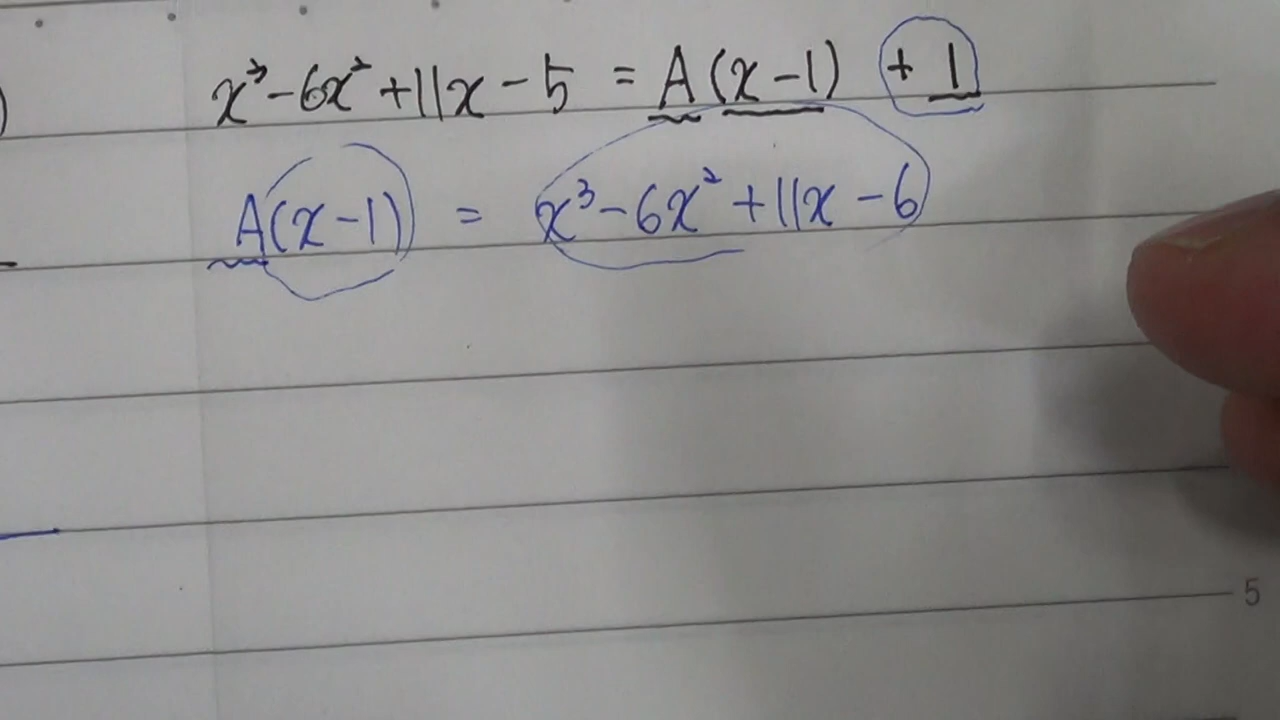 ) x³-6x²+11x-5 = A(x-1) +1
A(x-1) = x³-6x²+11x-6
5